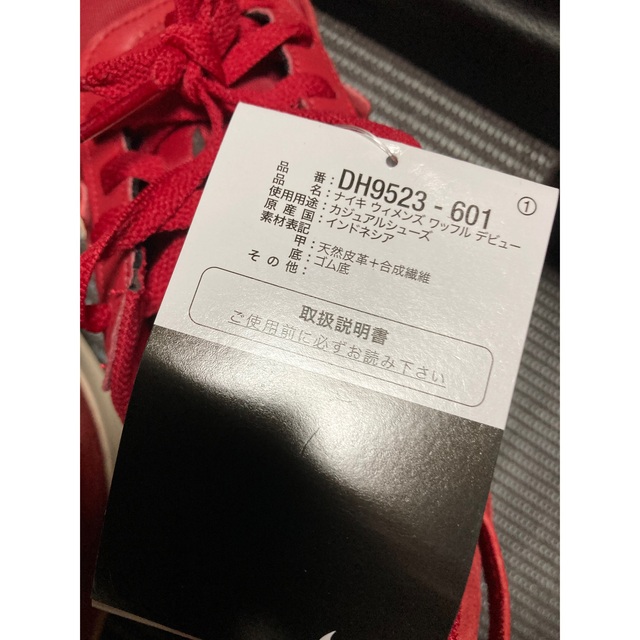 品番：DH9523 - 601
①
品名：ナイキ ウィメンズ ワッフル デビュー
使用用途：カジュアルシューズ
原産国：インドネシア
素材表記
甲：天然皮革＋合成繊維
底：ゴム底
その他：
取扱説明書
ご使用前に必ずお読み下さい